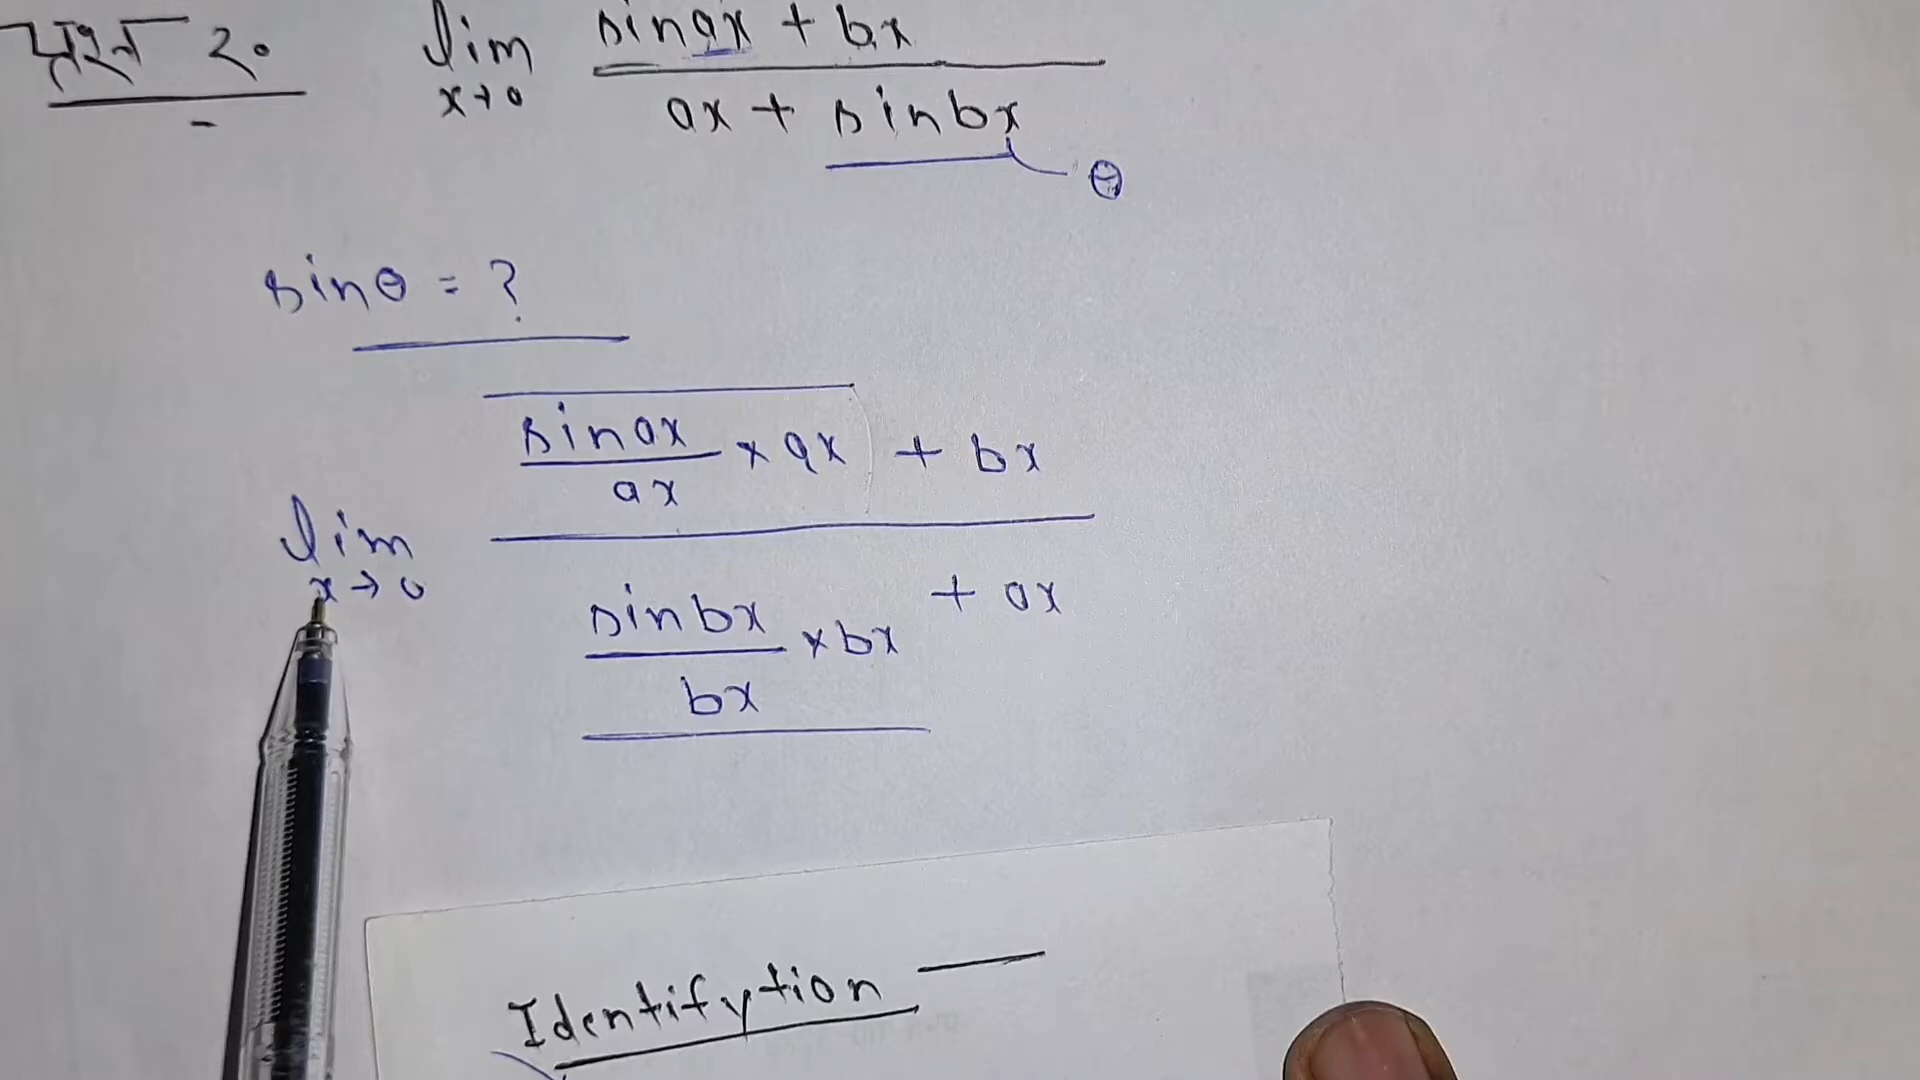 प्रश्न २०
lim x→0 (sinax + bx) / (ax + sinbx)
θ
sinθ = ?
lim x→0 (sinax/ax × ax + bx) / (sinbx/bx × bx + ax)
Identifytion —